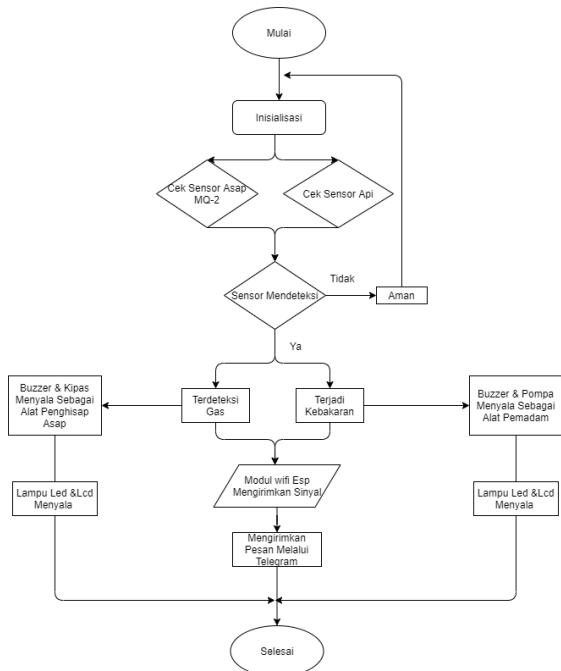 Mulai
Inisialisasi
Cek Sensor Asap
MQ-2
Cek Sensor Api
Tidak
Sensor Mendeteksi
Aman
Ya
Buzzer & Kipas
Menyala Sebagai
Alat Penghisap
Asap
Terdeteksi
Gas
Terjadi
Kebakaran
Buzzer & Pompa
Menyala Sebagai
Alat Pemadam
Lampu Led &Lcd
Menyala
Modul wifi Esp
Mengirimkan Sinyal
Lampu Led &Lcd
Menyala
Mengirimkan
Pesan Melalui
Telegram
Selesai